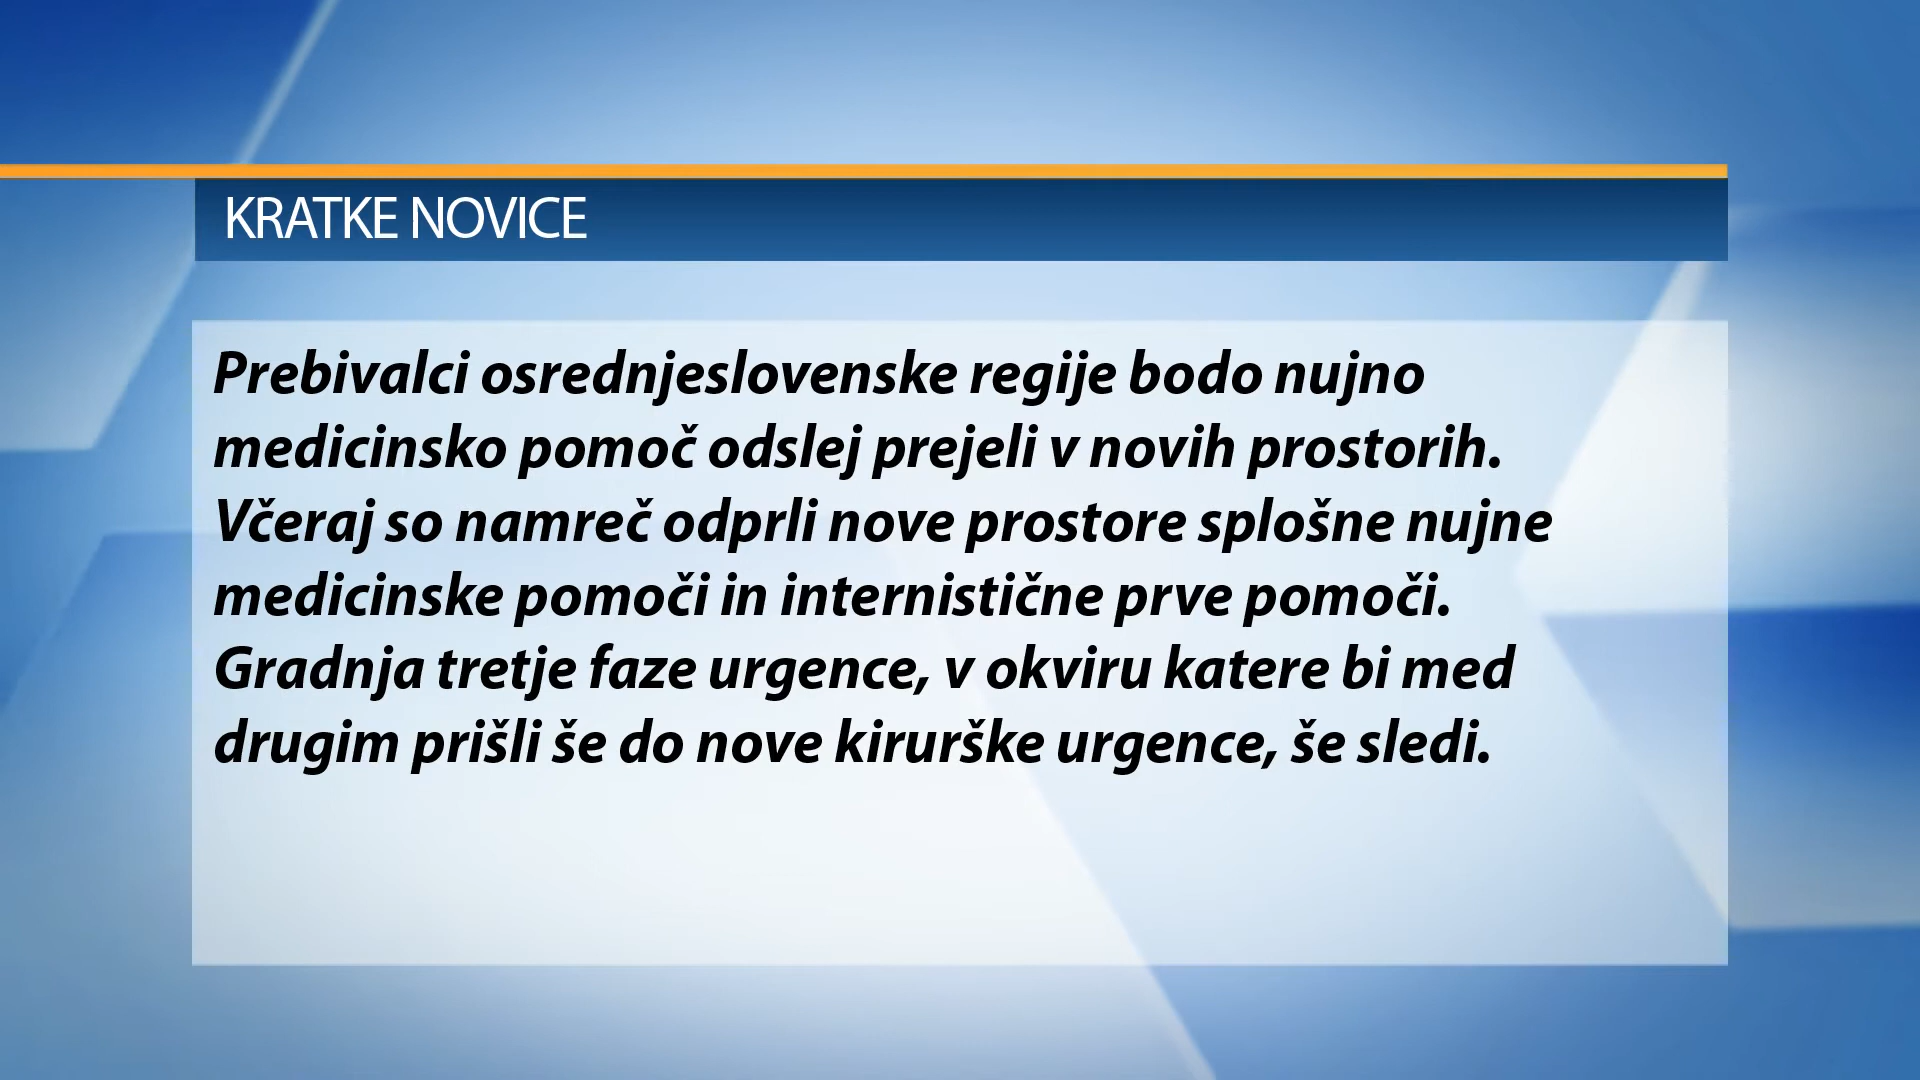 KRATKE NOVICE
Prebivalci osrednjeslovenske regije bodo nujno
medicinsko pomoč odslej prejeli v novih prostorih.
Včeraj so namreč odprli nove prostore splošne nujne
medicinske pomoči in internistične prve pomoči.
Gradnja tretje faze urgence, v okviru katere bi med
drugim prišli še do nove kirurške urgence, še sledi.